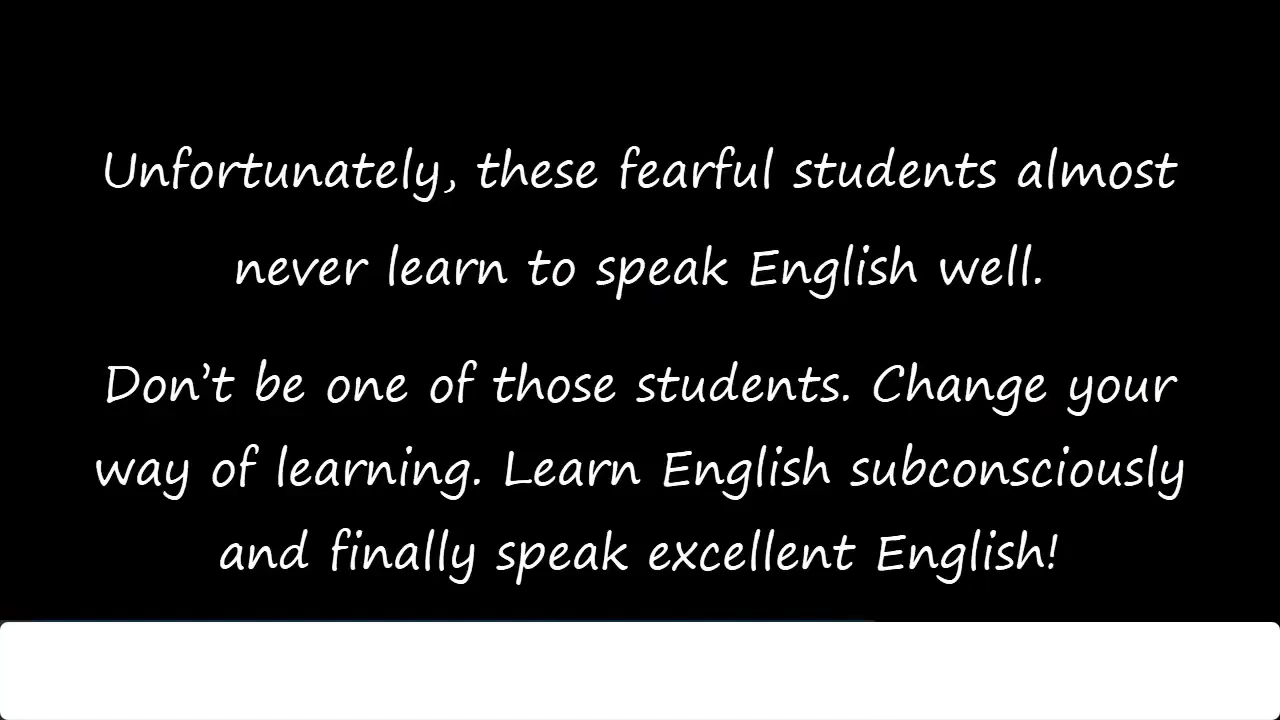 Unfortunately, these fearful students almost
never learn to speak English well.
Don’t be one of those students. Change your
way of learning. Learn English subconsciously
and finally speak excellent English!